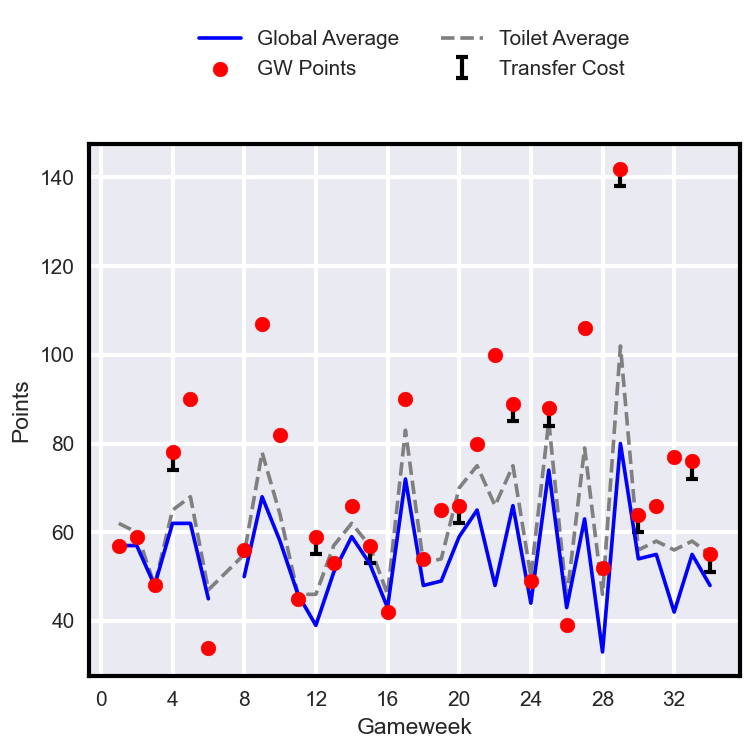 Global Average
Toilet Average
GW Points
Transfer Cost
140
120
100
80
60
40
Points
0 4 8 12 16 20 24 28 32
Gameweek